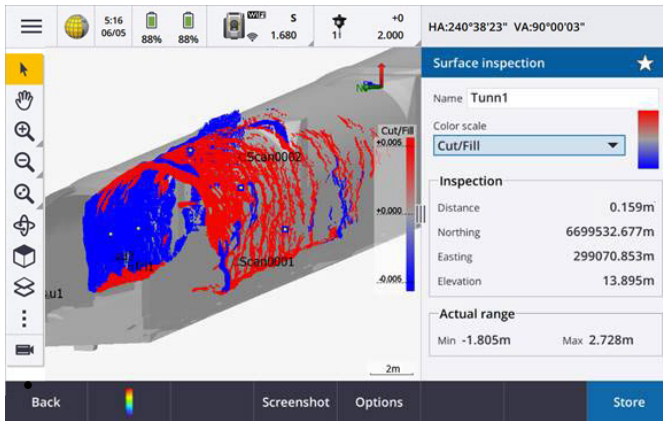 5:16
06/05
88%
88%
S
1.680
1
+0
2.000
HA:240°38'23" VA:90°00'03"
Surface inspection
Name Tunn1
Color scale
Cut/Fill
Inspection
Distance 0.159m
Northing 6699532.677m
Easting 299070.853m
Elevation 13.895m
Actual range
Min -1.805m Max 2.728m
N
Cut/Fill
+0.005
+0.000
-0.005
Scan0002
Scan0001
u1
2m
Back
Screenshot
Options
Store